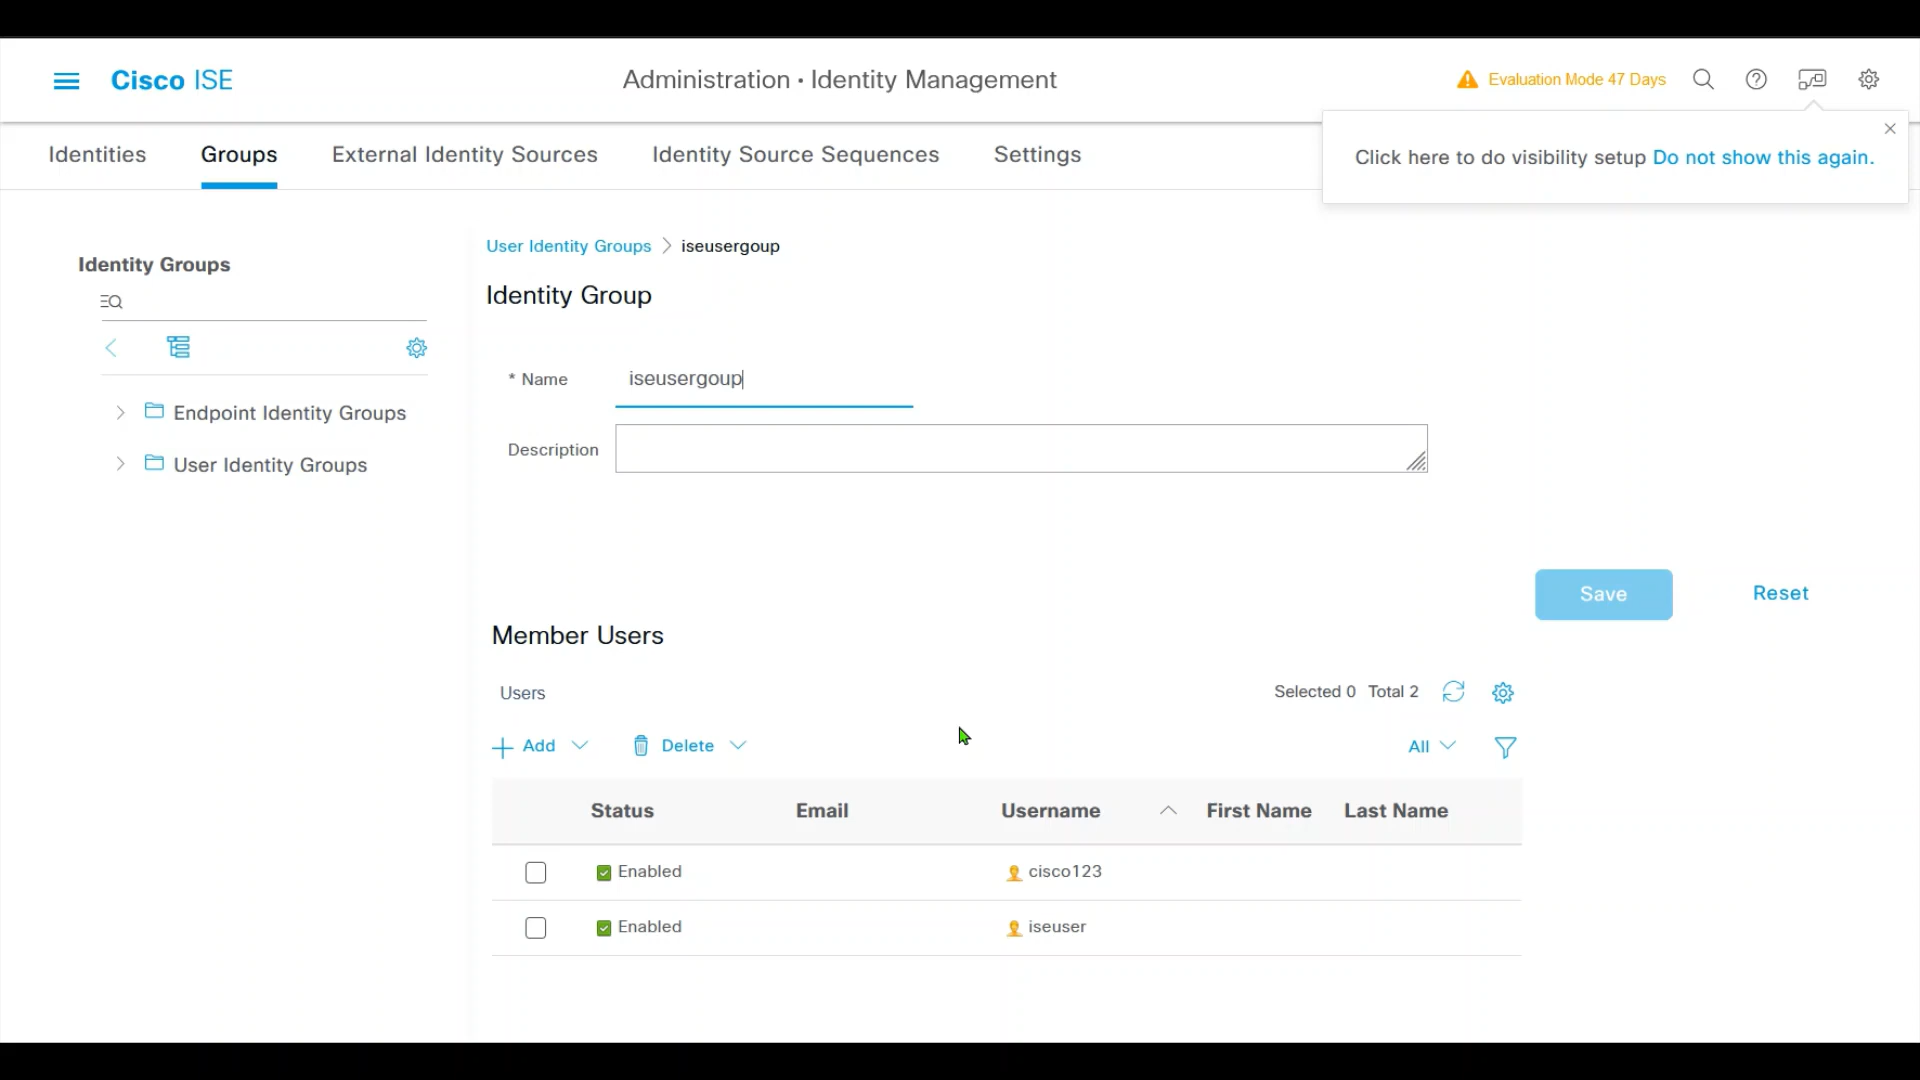 Cisco ISE
Administration · Identity Management
Evaluation Mode 47 Days
Identities
Groups
External Identity Sources
Identity Source Sequences
Settings
Click here to do visibility setup Do not show this again.
Identity Groups
Endpoint Identity Groups
User Identity Groups
User Identity Groups > iseusergoup
Identity Group
* Name iseusergoup
Description
Save
Reset
Member Users
Users
Selected 0 Total 2
Add
Delete
All
Status Email Username First Name Last Name
Enabled cisco123
Enabled iseuser